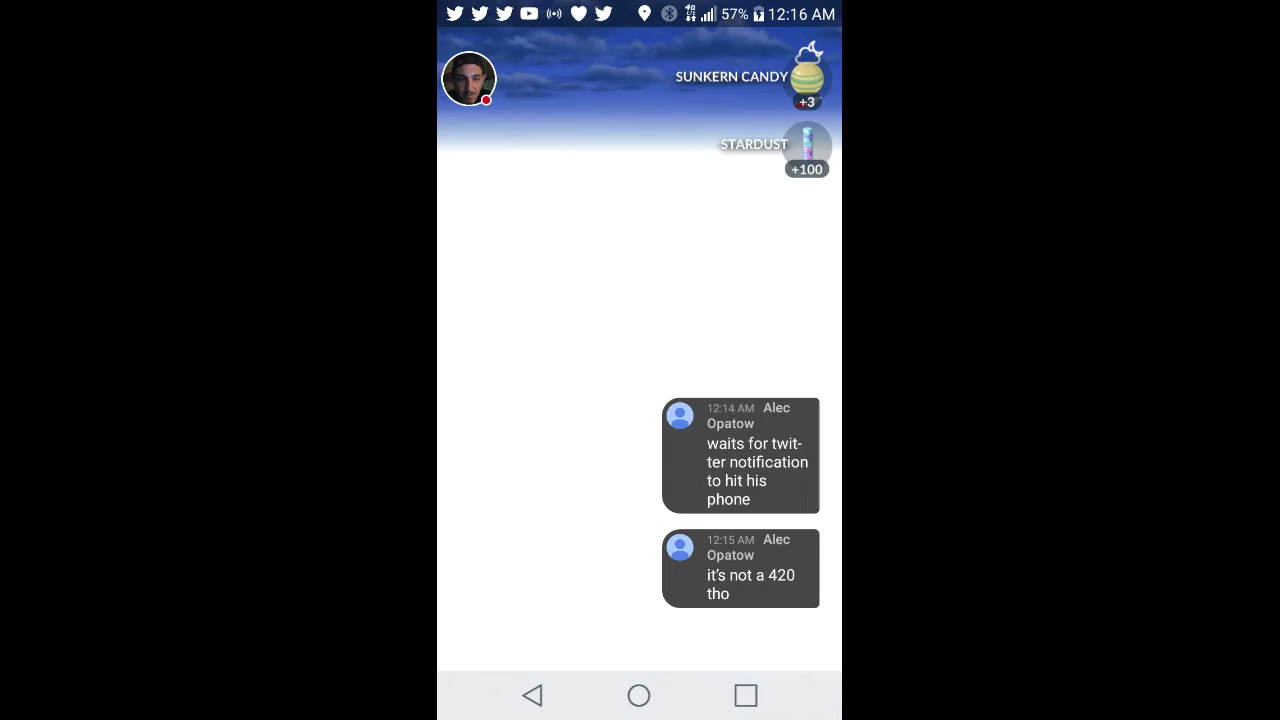 57% 12:16 AM
SUNKERN CANDY
+3
STARDUST
+100
12:14 AM Alec
Opatow
waits for twit-
ter notification
to hit his
phone
12:15 AM Alec
Opatow
it's not a 420
tho